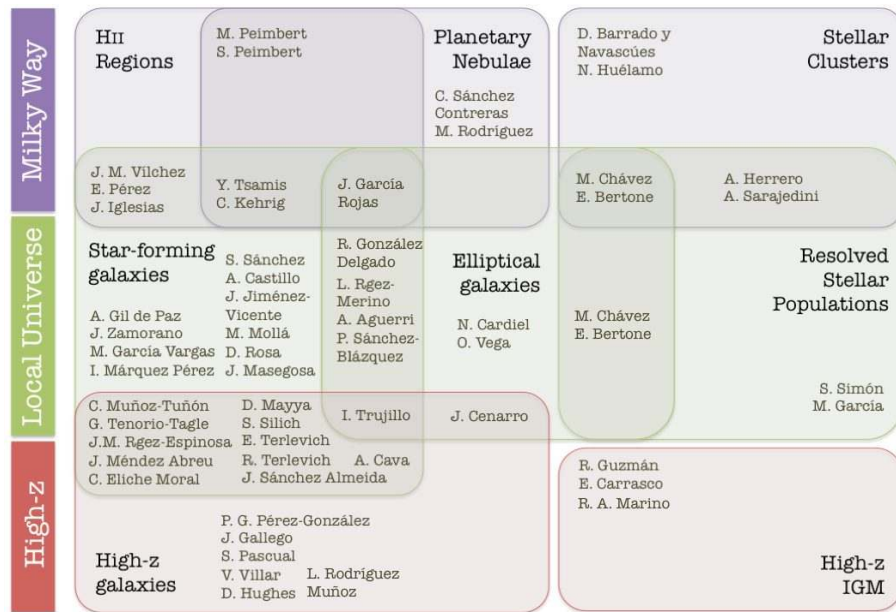 Milky Way
HII
Regions
M. Peimbert
S. Peimbert
Planetary
Nebulae
C. Sánchez
Contreras
M. Rodríguez
D. Barrado y
Navascúes
N. Huélamo
Stellar
Clusters
J. M. Vílchez
E. Pérez
J. Iglesias
Y. Tsamis
C. Kehrig
J. García
Rojas
M. Chávez
E. Bertone
A. Herrero
A. Sarajedini
Local Universe
Star-forming
galaxies
A. Gil de Paz
J. Zamorano
M. García Vargas
I. Márquez Pérez
S. Sánchez
A. Castillo
J. Jiménez-
Vicente
M. Mollá
D. Rosa
J. Masegosa
R. González
Delgado
L. Rgez-
Merino
A. Aguerri
P. Sánchez-
Blázquez
Elliptical
galaxies
N. Cardiel
O. Vega
M. Chávez
E. Bertone
Resolved
Stellar
Populations
S. Simón
M. García
C. Muñoz-Tuñón
G. Tenorio-Tagle
J.M. Rgez-Espinosa
J. Méndez Abreu
C. Eliche Moral
D. Mayya
S. Silich
E. Terlevich
R. Terlevich
J. Sánchez Almeida
A. Cava
I. Trujillo
J. Cenarro
High-z
High-z
galaxies
P. G. Pérez-González
J. Gallego
S. Pascual
V. Villar
D. Hughes
L. Rodríguez
Muñoz
R. Guzmán
E. Carrasco
R. A. Marino
High-z
IGM